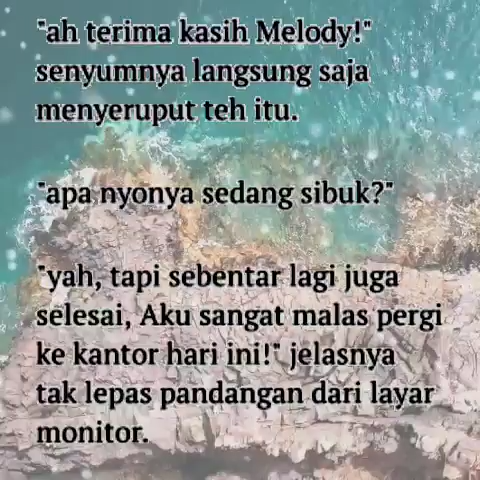 "ah terima kasih Melody!"
senyumnya langsung saja
menyeruput teh itu.
"apa nyonya sedang sibuk?"
"yah, tapi sebentar lagi juga
selesai, Aku sangat malas pergi
ke kantor hari ini!" jelasnya
tak lepas pandangan dari layar
monitor.